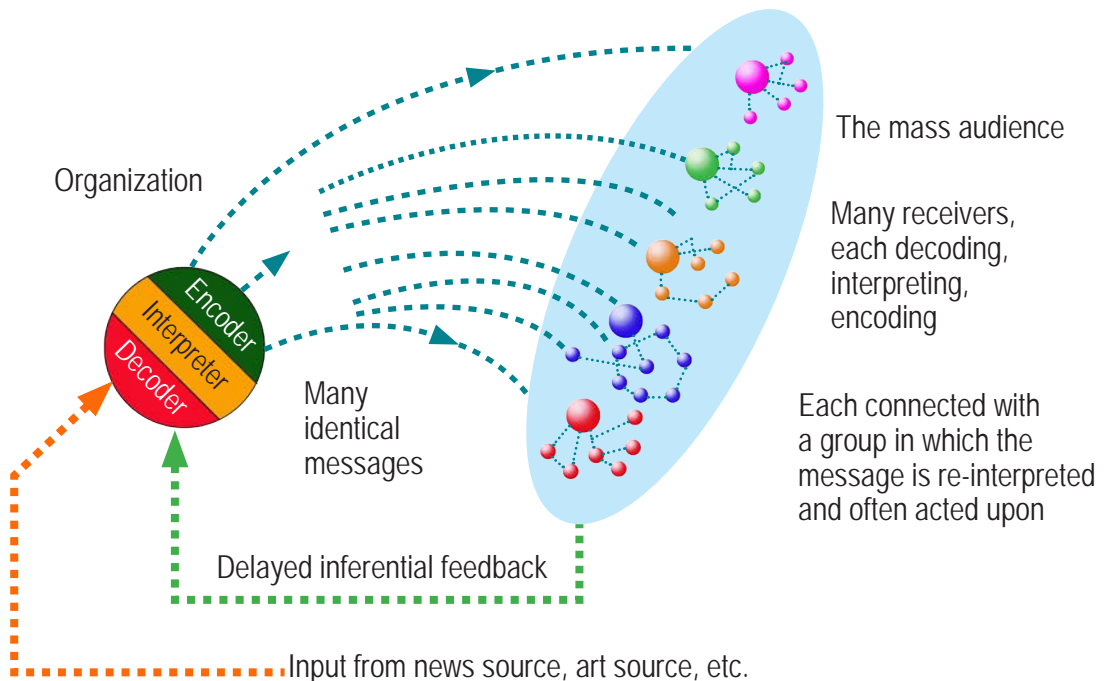 The mass audience
Organization
Many receivers,
each decoding,
interpreting,
encoding
Encoder
Interpreter
Decoder
Many
identical
messages
Each connected with
a group in which the
message is re-interpreted
and often acted upon
Delayed inferential feedback
Input from news source, art source, etc.